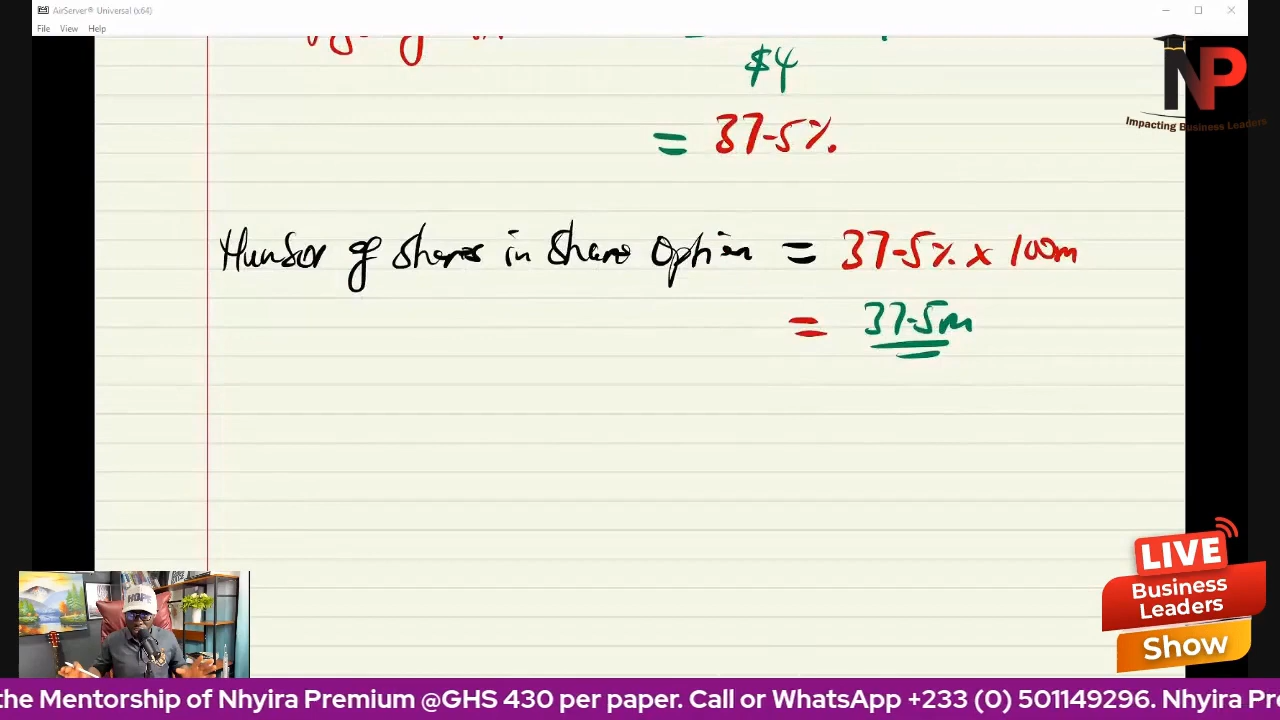 AirServer® Universal (x64)
File View Help
$4
= 37.5%
Number of shares in share option = 37.5% x 100m
= 37.5m
NP
Impacting Business Leaders
HOPE
LIVE
Business
Leaders
Show
the Mentorship of Nhyira Premium @GHS 430 per paper. Call or WhatsApp +233 (0) 501149296. Nhyira Pre